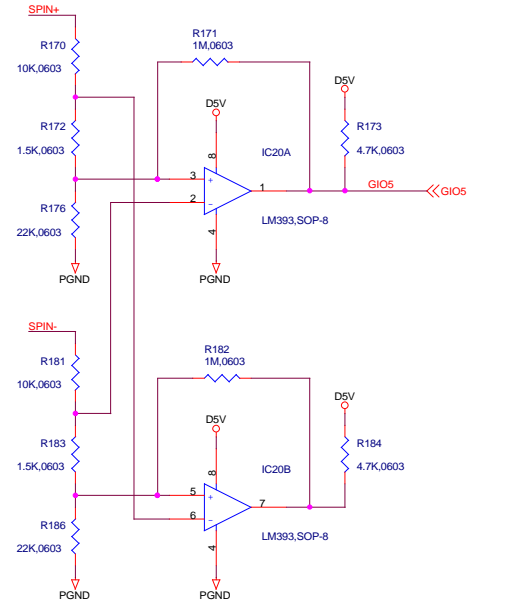 SPIN+
R170
10K,0603
R171
1M,0603
D5V
D5V
R172
1.5K,0603
8
IC20A
R173
4.7K,0603
3
+
2
-
1
GIO5
GIO5
R176
22K,0603
4
LM393,SOP-8
PGND
PGND
SPIN-
R181
10K,0603
R182
1M,0603
D5V
D5V
R183
1.5K,0603
8
IC20B
R184
4.7K,0603
5
+
6
-
7
R186
22K,0603
4
LM393,SOP-8
PGND
PGND